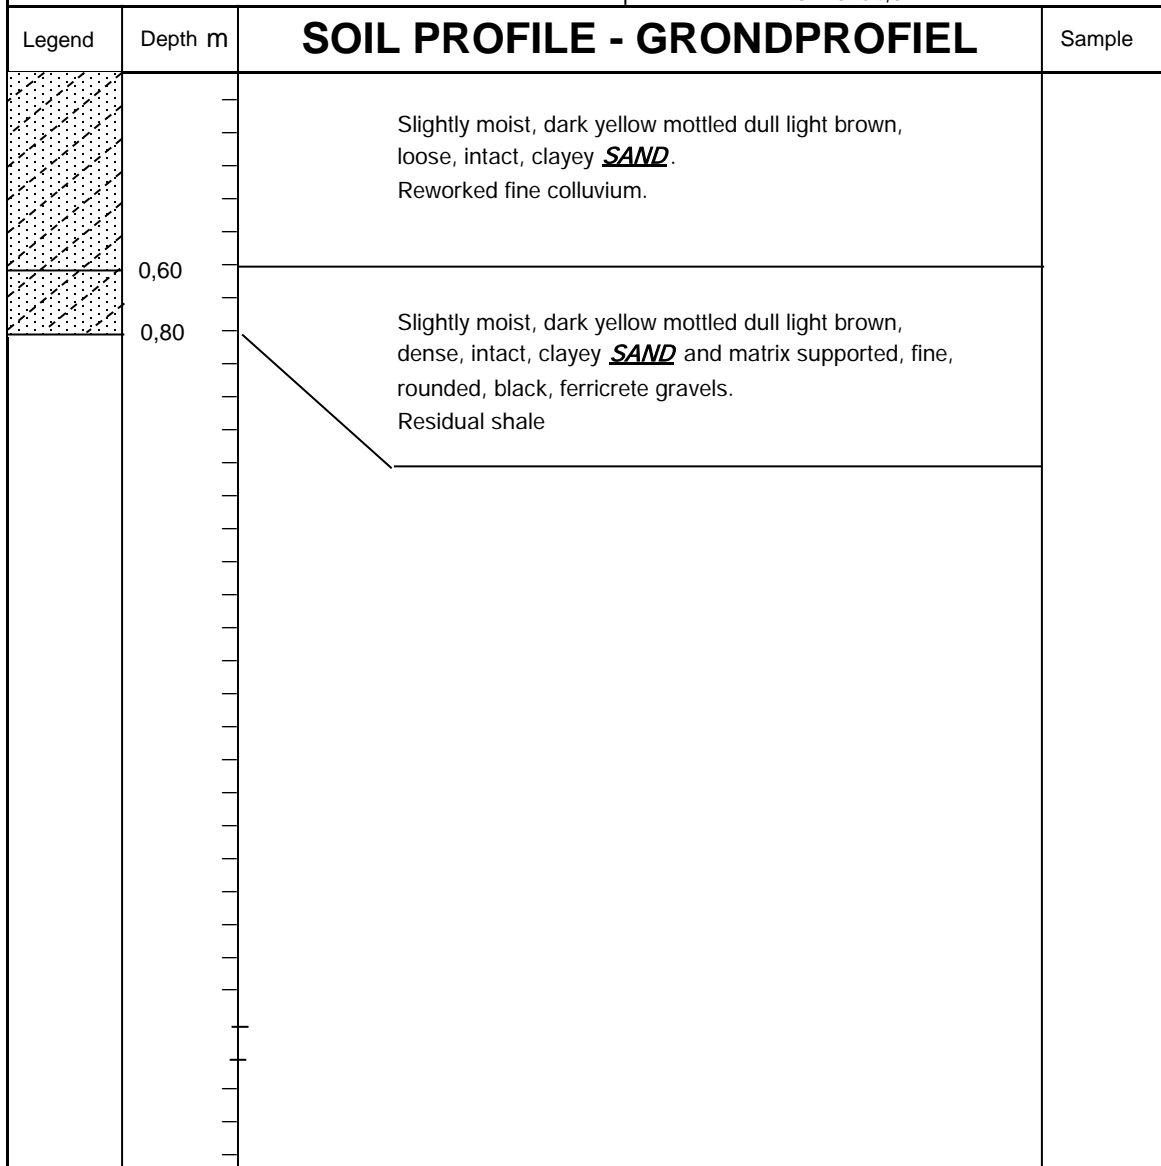 Legend Depth m SOIL PROFILE - GRONDPROFIEL Sample
Slightly moist, dark yellow mottled dull light brown,
loose, intact, clayey SAND.
Reworked fine colluvium.
0,60
0,80
Slightly moist, dark yellow mottled dull light brown,
dense, intact, clayey SAND and matrix supported, fine,
rounded, black, ferricrete gravels.
Residual shale